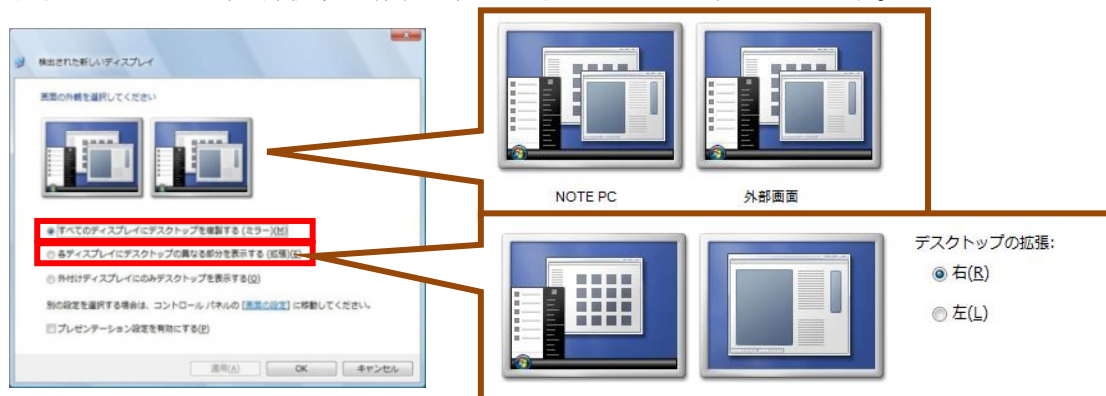 検出された新しいディスプレイ
画面の外観を選択してください
すべてのディスプレイにデスクトップを複製する (ミラー)(M)
各ディスプレイにデスクトップの異なる部分を表示する (拡張)(E)
外付けディスプレイにのみデスクトップを表示する(O)
別の設定を選択する場合は、コントロール パネルの [画面の設定] に移動してください。
プレゼンテーション設定を有効にする(P)
適用(A)
OK
キャンセル
NOTE PC
外部画面
デスクトップの拡張:
右(R)
左(L)